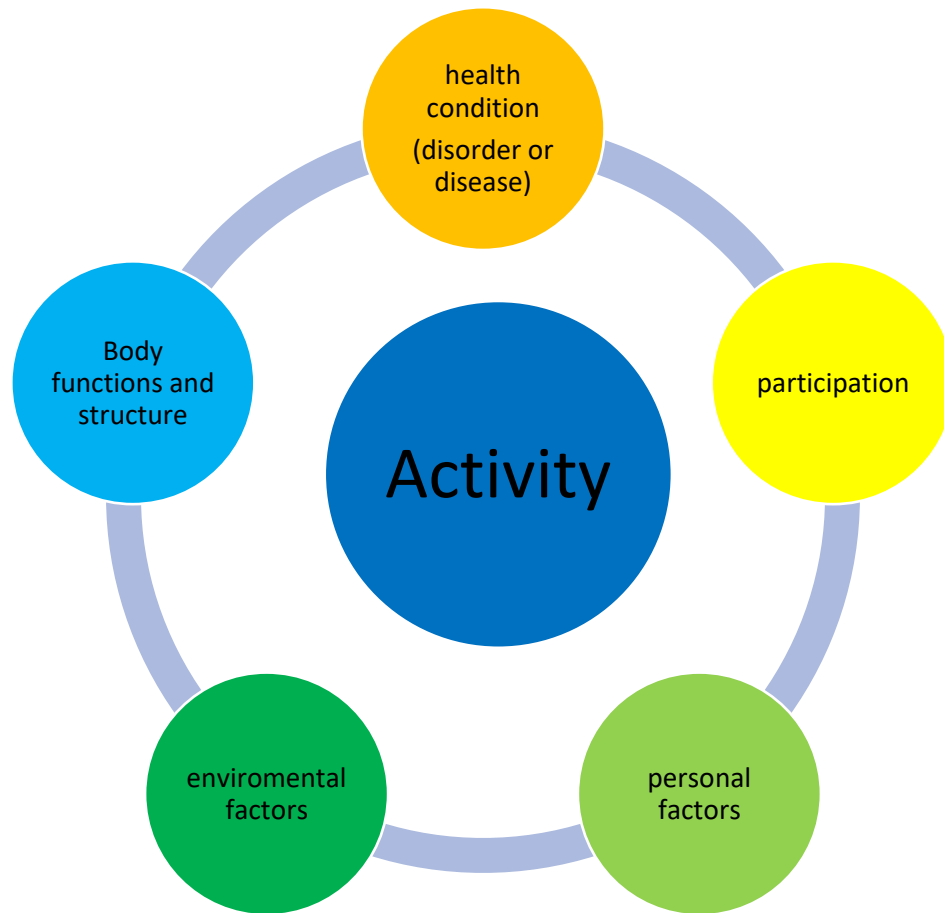 health
condition
(disorder or
disease)
Body
functions and
structure
participation
Activity
enviromental
factors
personal
factors